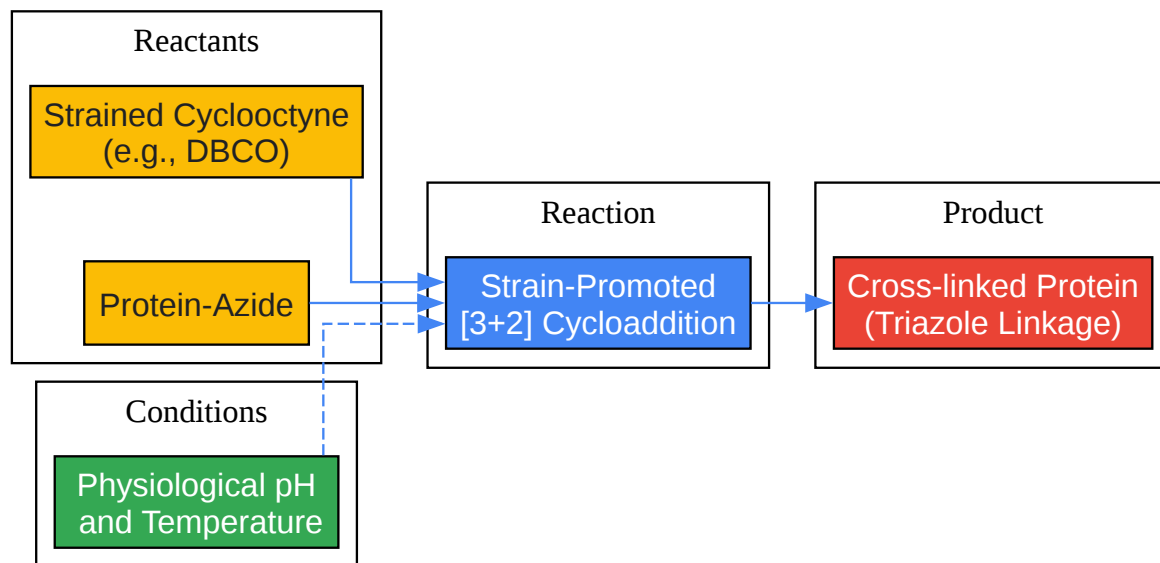 Reactants
Strained Cyclooctyne
(e.g., DBCO)
Protein-Azide
Conditions
Physiological pH
and Temperature
Reaction
Strain-Promoted
[3+2] Cycloaddition
Product
Cross-linked Protein
(Triazole Linkage)